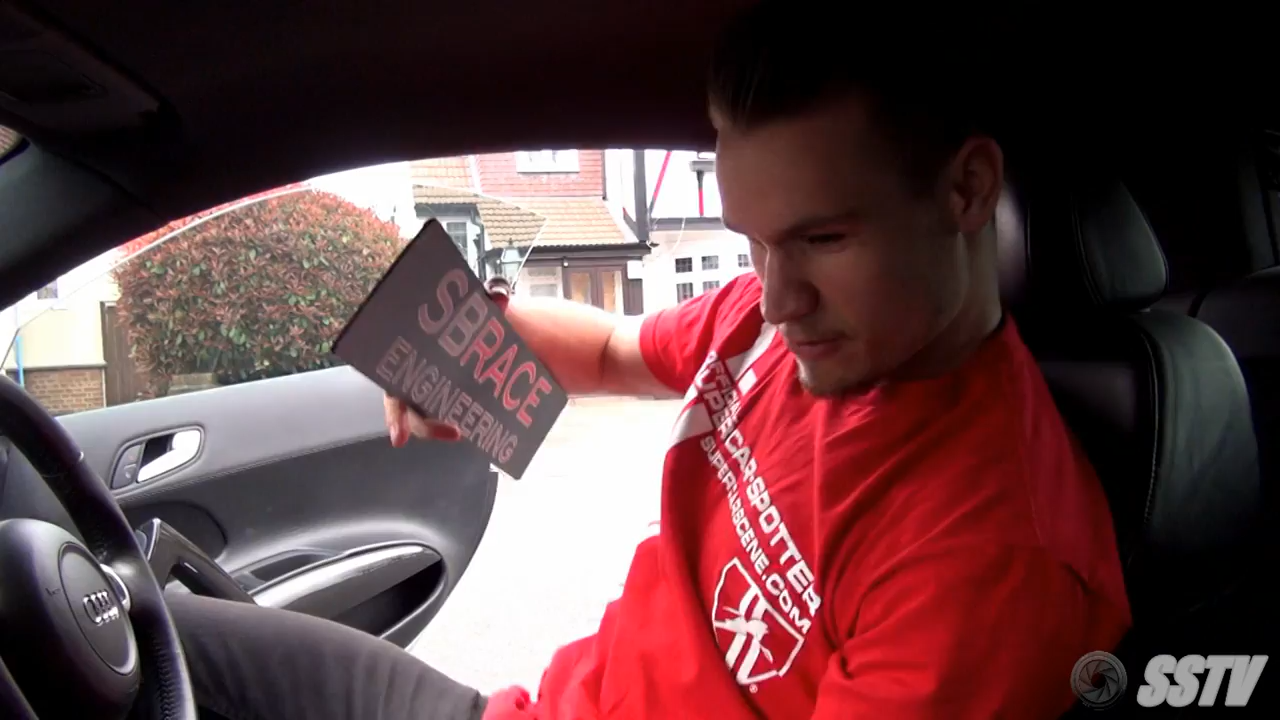 SBRACE
ENGINEERING
SUPERCAR-SPOTTER
SUPERCARSCENE.COM
SSTV